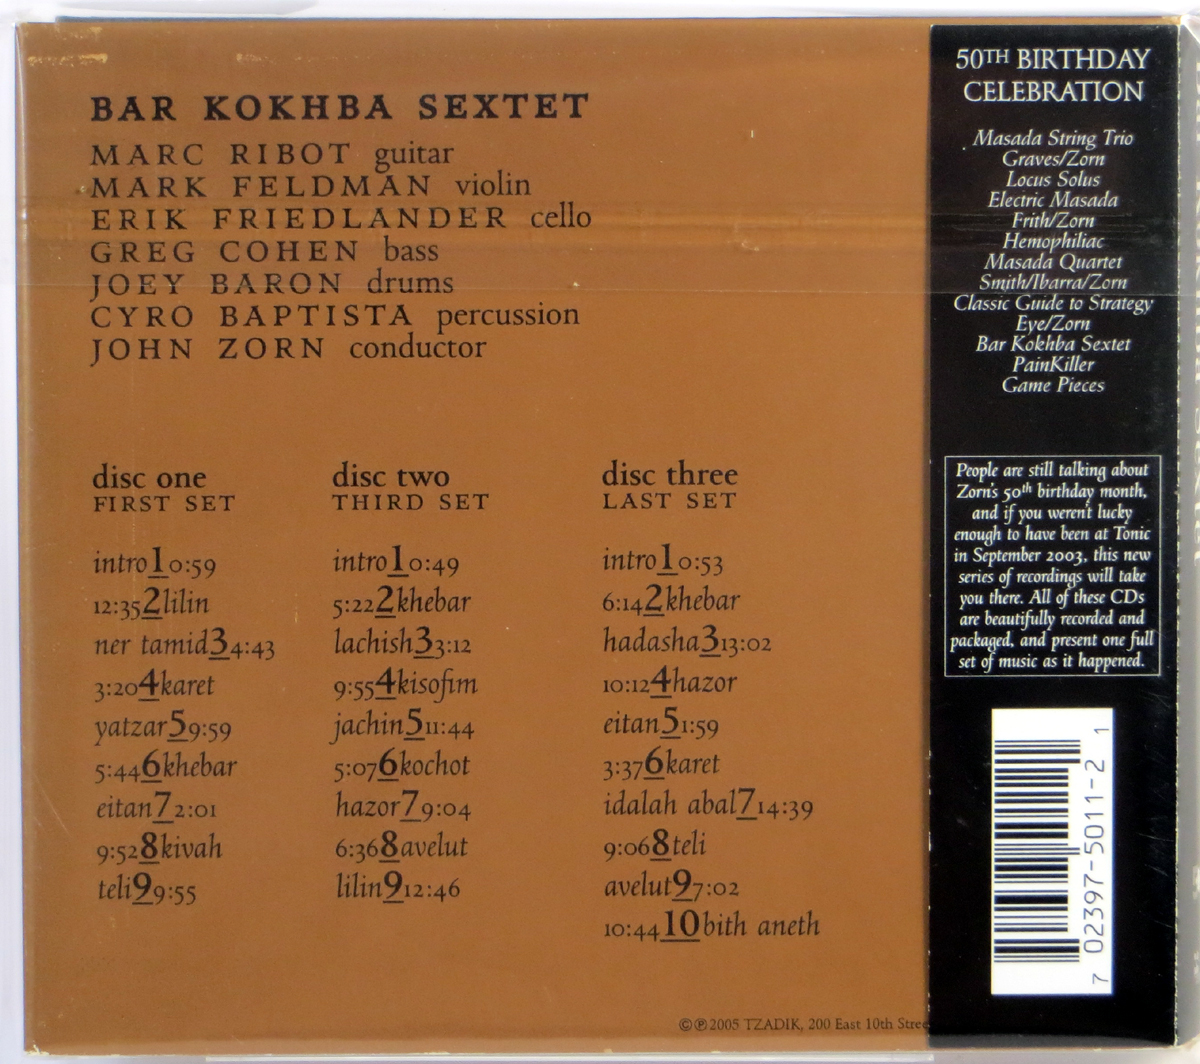 BAR KOKHBA SEXTET
MARC RIBOT guitar
MARK FELDMAN violin
ERIK FRIEDLANDER cello
GREG COHEN bass
JOEY BARON drums
CYRO BAPTISTA percussion
JOHN ZORN conductor
disc one
FIRST SET
intro 1 0:59
12:35 2 lilin
ner tamid 3 4:43
3:20 4 karet
yatzar 5 9:59
5:44 6 khebar
eitan 7 2:01
9:52 8 kivah
teli 9 9:55
disc two
THIRD SET
intro 1 0:49
5:22 2 khebar
lachish 3 3:12
9:55 4 kisofim
jachin 5 11:44
5:07 6 kochot
hazor 7 9:04
6:36 8 avelut
lilin 9 12:46
disc three
LAST SET
intro 1 0:53
6:14 2 khebar
hadasha 3 13:02
10:12 4 hazor
eitan 5 1:59
3:37 6 karet
idalah abal 7 14:39
9:06 8 teli
avelut 9 7:02
10:44 10 bith aneth
©℗2005 TZADIK, 200 East 10th Stree
50TH BIRTHDAY
CELEBRATION
Masada String Trio
Graves/Zorn
Locus Solus
Electric Masada
Frith/Zorn
Hemophiliac
Masada Quartet
Smith/Ibarra/Zorn
Classic Guide to Strategy
Eye/Zorn
Bar Kokhba Sextet
PainKiller
Game Pieces
People are still talking about
Zorn's 50th birthday month,
and if you weren't lucky
enough to have been at Tonic
in September 2003, this new
series of recordings will take
you there. All of these CDs
are beautifully recorded and
packaged, and present one full
set of music as it happened.
7 02397-5011-2 1